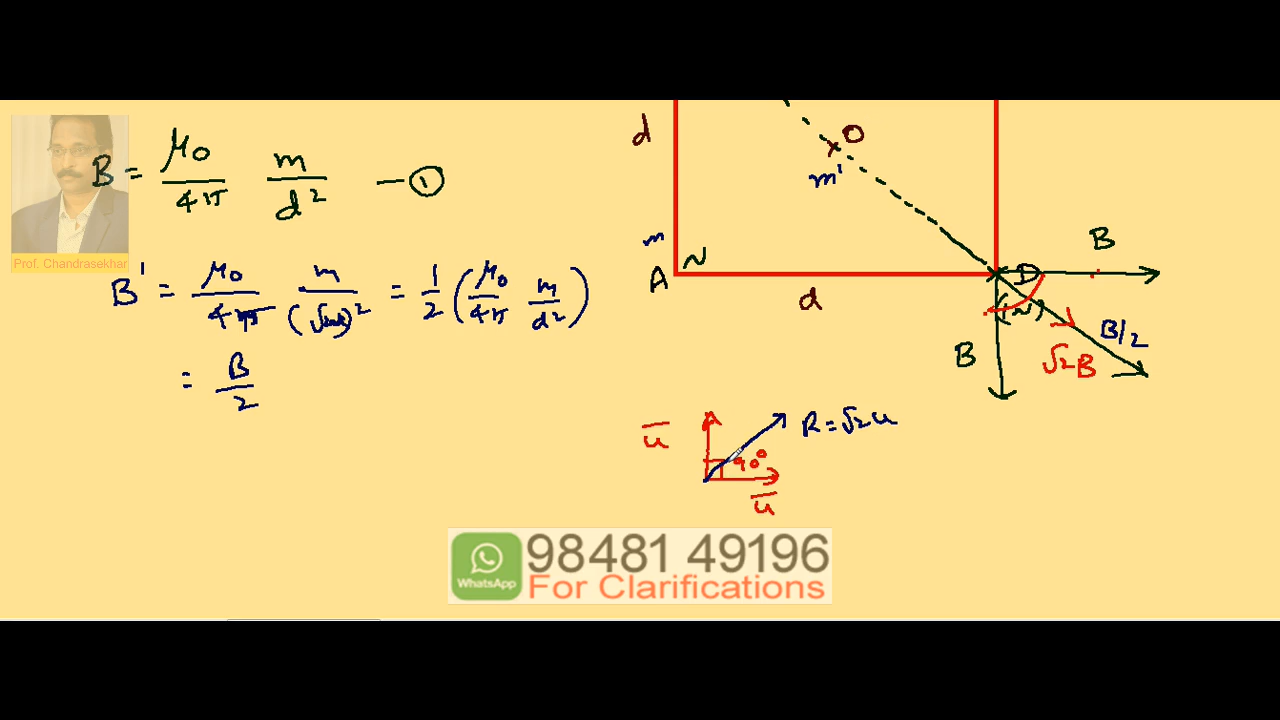 B = μ₀/4π m/d² —①
Prof. Chandrasekhar
B' = μ₀/4π m/(√2d)² = 1/2 (μ₀/4π m/d²)
= B/2
d
O
m'
m
A
N
d
D
(N)
B
B/2
√2B
B
u̅
90°
R = √2u
u̅
WhatsApp
98481 49196
For Clarifications